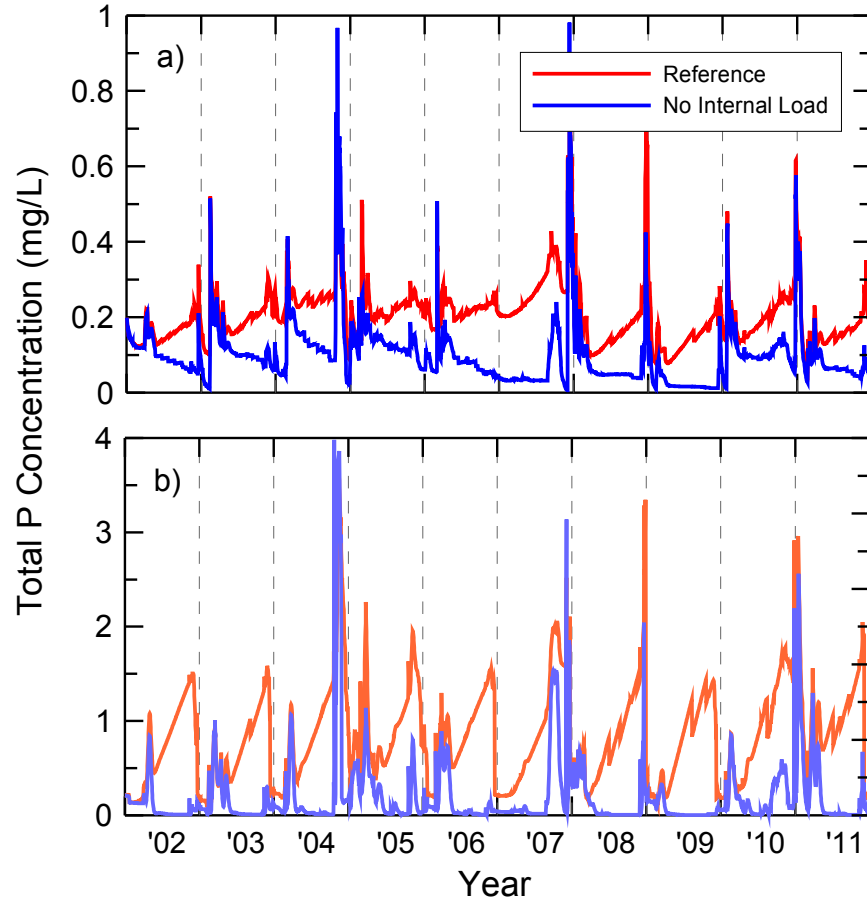 a)
Reference
No Internal Load
1
0.8
0.6
0.4
0.2
0
Total P Concentration (mg/L)
b)
4
3
2
1
0
'02 '03 '04 '05 '06 '07 '08 '09 '10 '11
Year